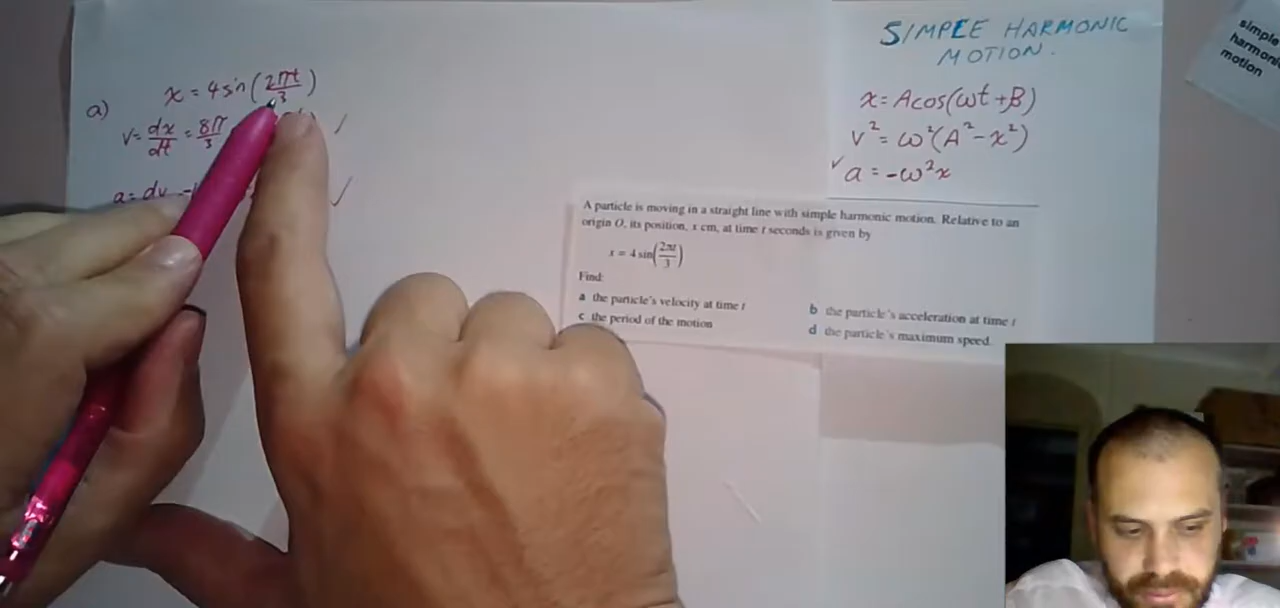 a)
x = 4sin(2πt/3)
v = dx/dt = 8π/3
a = dv
SIMPLE HARMONIC
MOTION.
x = Acos(ωt + B)
v² = ω²(A² - x²)
a = -ω²x
simple
harmonic
motion
A particle is moving in a straight line with simple harmonic motion. Relative to an
origin O, its position, x cm, at time t seconds is given by
x = 4 sin(2πt/3)
Find:
a the particle's velocity at time t
b the particle's acceleration at time t
c the period of the motion
d the particle's maximum speed.